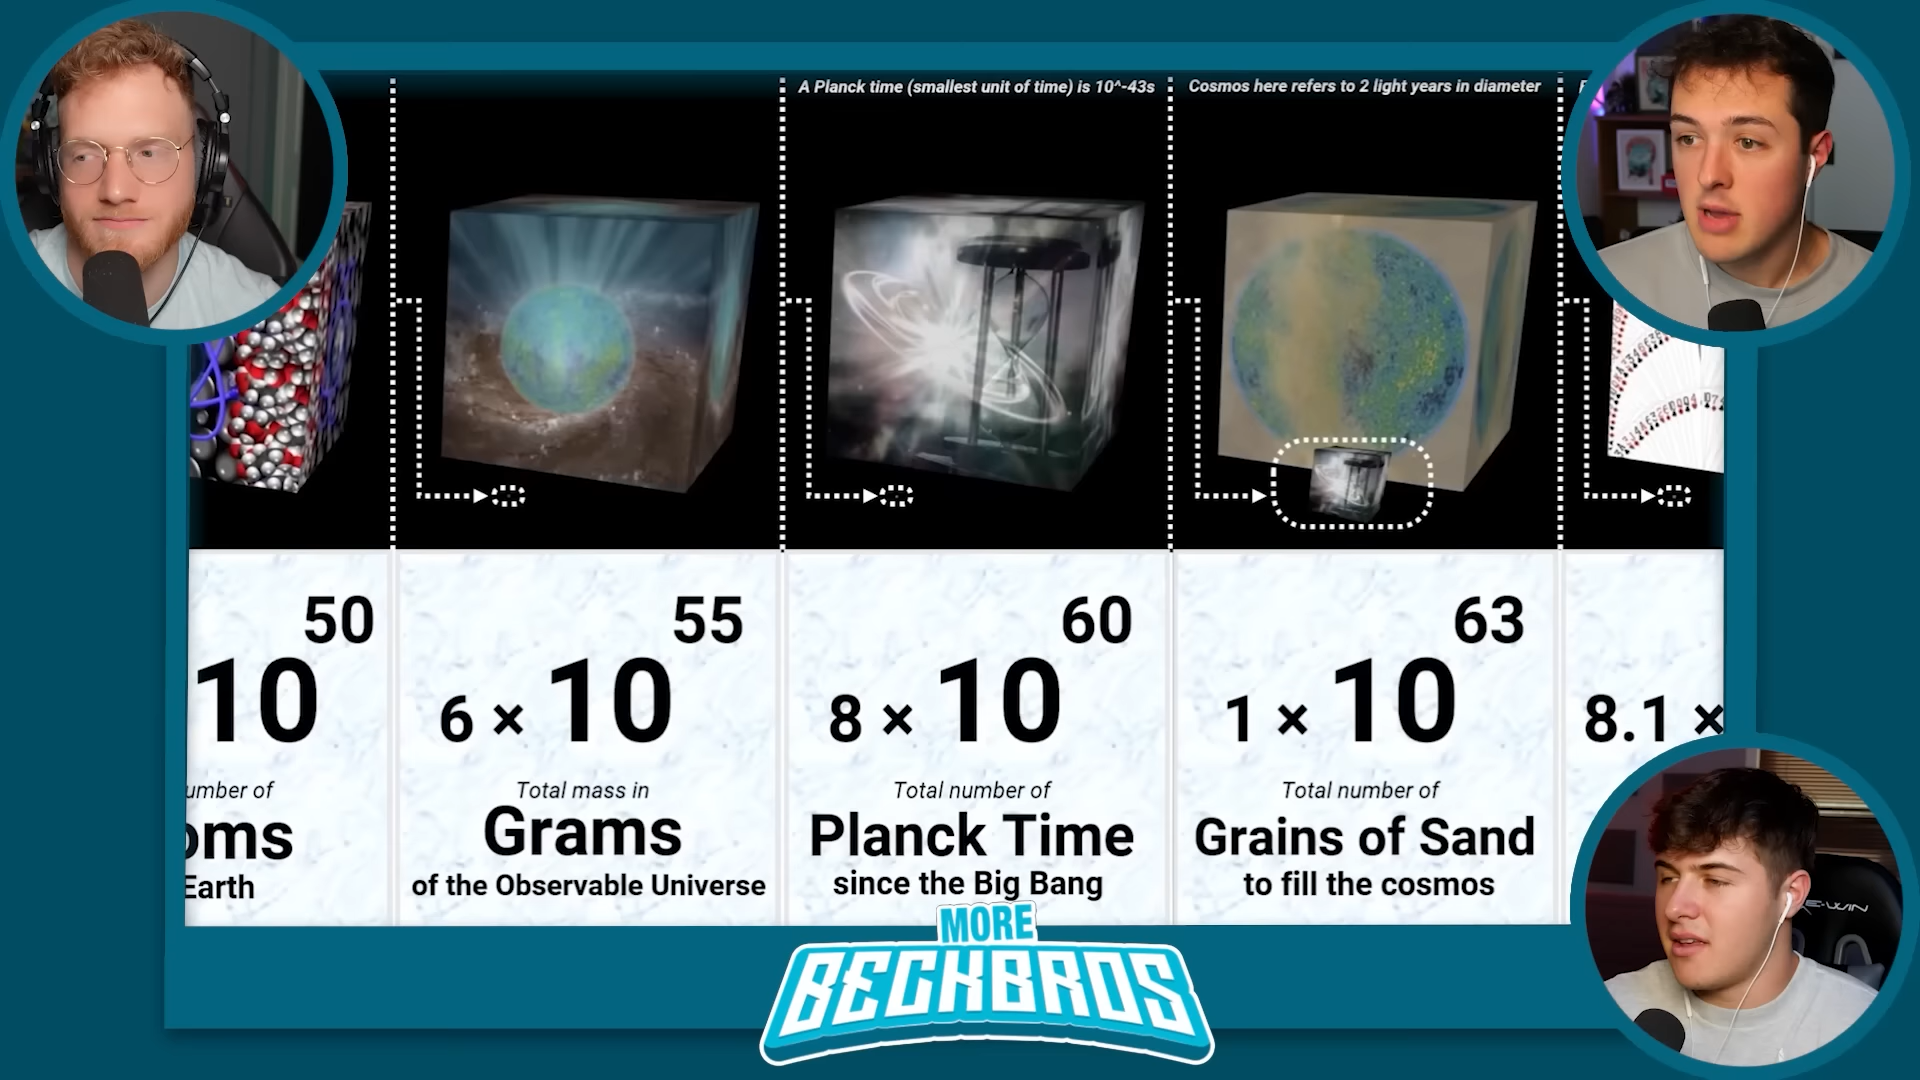 A Planck time (smallest unit of time) is 10^-43s
Cosmos here refers to 2 light years in diameter
50
10
umber of
oms
Earth
55
6 × 10
Total mass in
Grams
of the Observable Universe
60
8 × 10
Total number of
Planck Time
since the Big Bang
63
1 × 10
Total number of
Grains of Sand
to fill the cosmos
8.1 ×
MORE
BECKBROS
E-WIN